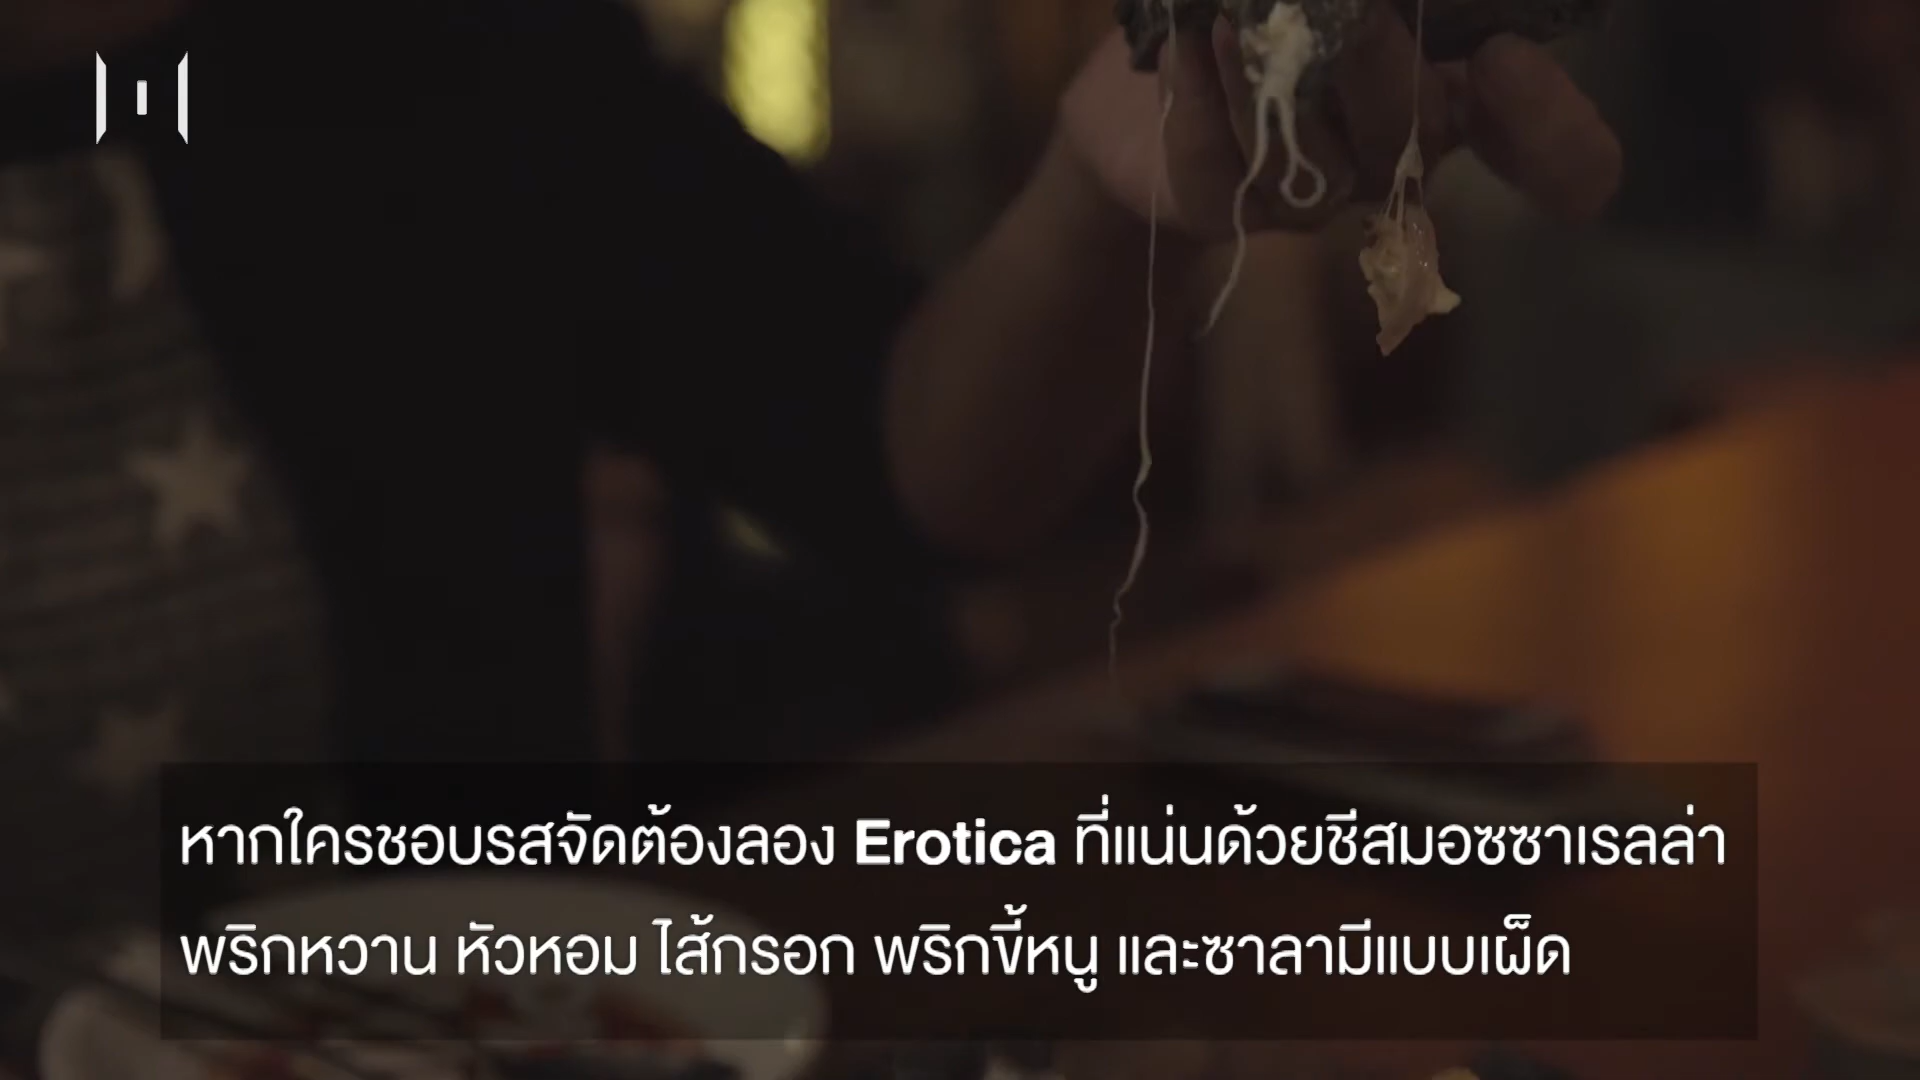 หากใครชอบรสจัดต้องลอง Erotica ที่แน่นด้วยชีสมอซซาเรลล่า
พริกหวาน หัวหอม ไส้กรอก พริกขี้หนู และซาลามีแบบเผ็ด